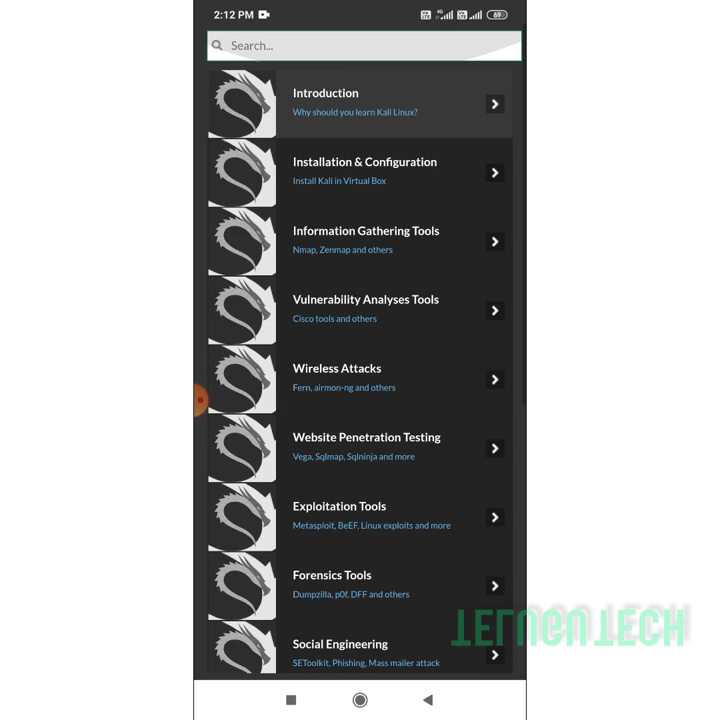 2:12 PM
4G
69
Search...
Introduction
Why should you learn Kali Linux?
Installation & Configuration
Install Kali in Virtual Box
Information Gathering Tools
Nmap, Zenmap and others
Vulnerability Analyses Tools
Cisco tools and others
Wireless Attacks
Fern, airmon-ng and others
Website Penetration Testing
Vega, Sqlmap, Sqlninja and more
Exploitation Tools
Metasploit, BeEF, Linux exploits and more
Forensics Tools
Dumpzilla, p0f, DFF and others
Social Engineering
SEToolkit, Phishing, Mass mailer attack